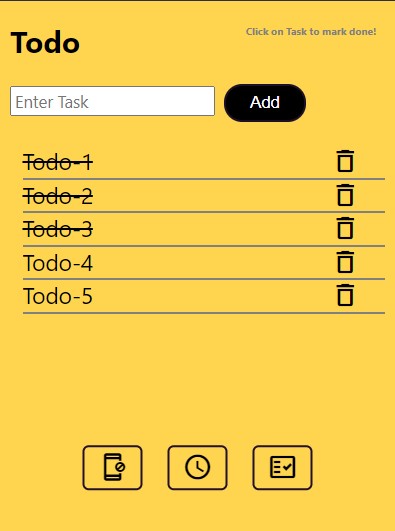 Click on Task to mark done!
Todo
Enter Task
Add
Todo-1
Todo-2
Todo-3
Todo-4
Todo-5